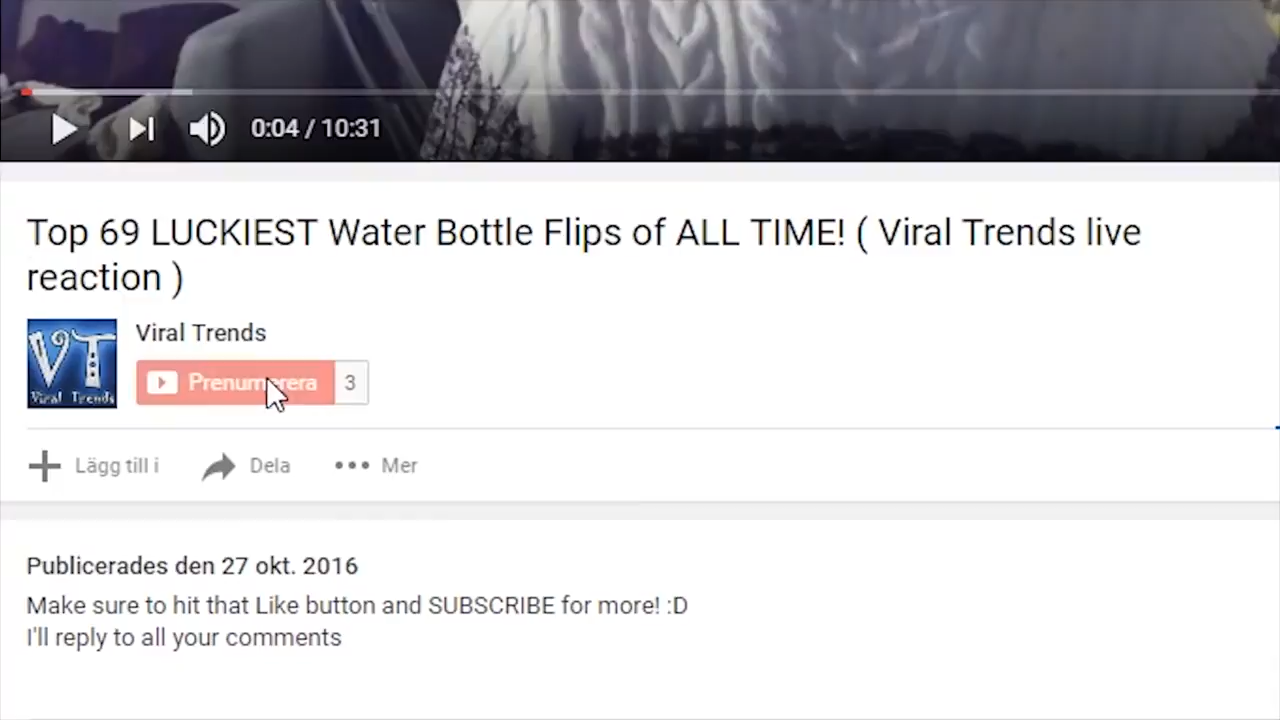 0:04 / 10:31
Top 69 LUCKIEST Water Bottle Flips of ALL TIME! ( Viral Trends live
reaction )
VT
Viral Trends
Viral Trends
Prenumerera 3
Lägg till i Dela Mer
Publicerades den 27 okt. 2016
Make sure to hit that Like button and SUBSCRIBE for more! :D
I'll reply to all your comments